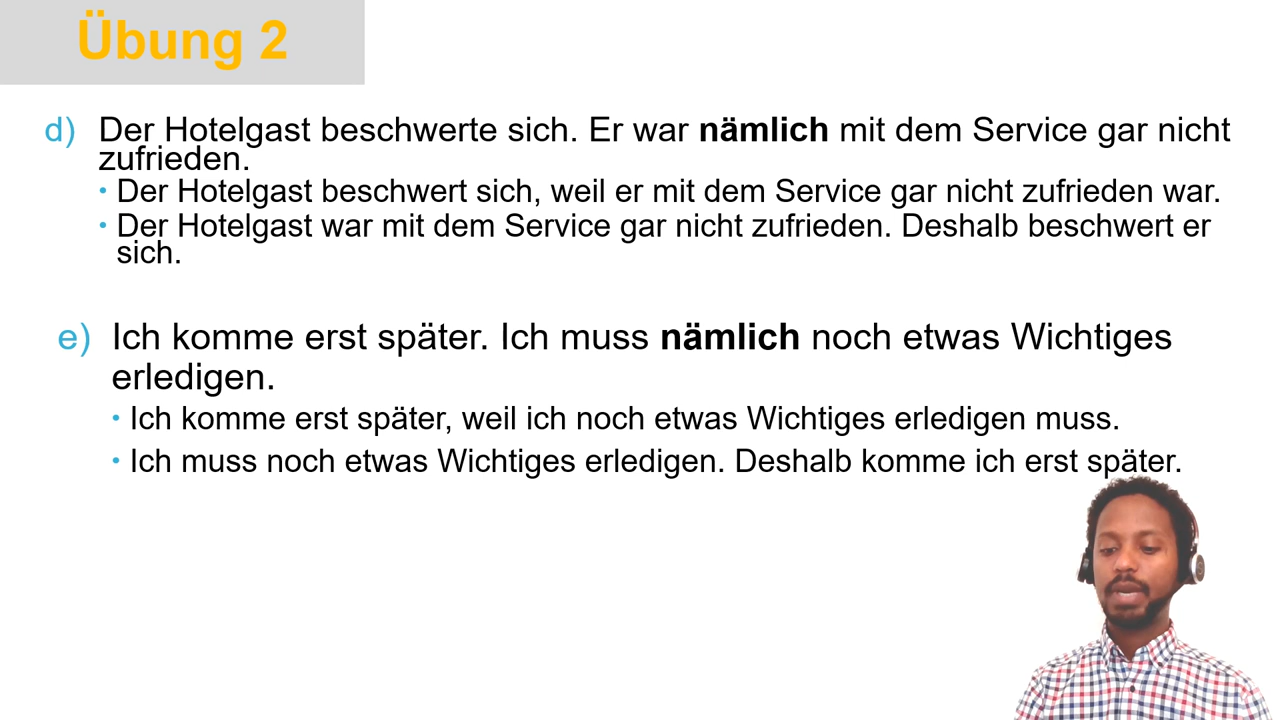 Übung 2
d) Der Hotelgast beschwerte sich. Er war nämlich mit dem Service gar nicht
zufrieden.
• Der Hotelgast beschwert sich, weil er mit dem Service gar nicht zufrieden war.
• Der Hotelgast war mit dem Service gar nicht zufrieden. Deshalb beschwert er
sich.
e) Ich komme erst später. Ich muss nämlich noch etwas Wichtiges
erledigen.
• Ich komme erst später, weil ich noch etwas Wichtiges erledigen muss.
• Ich muss noch etwas Wichtiges erledigen. Deshalb komme ich erst später.